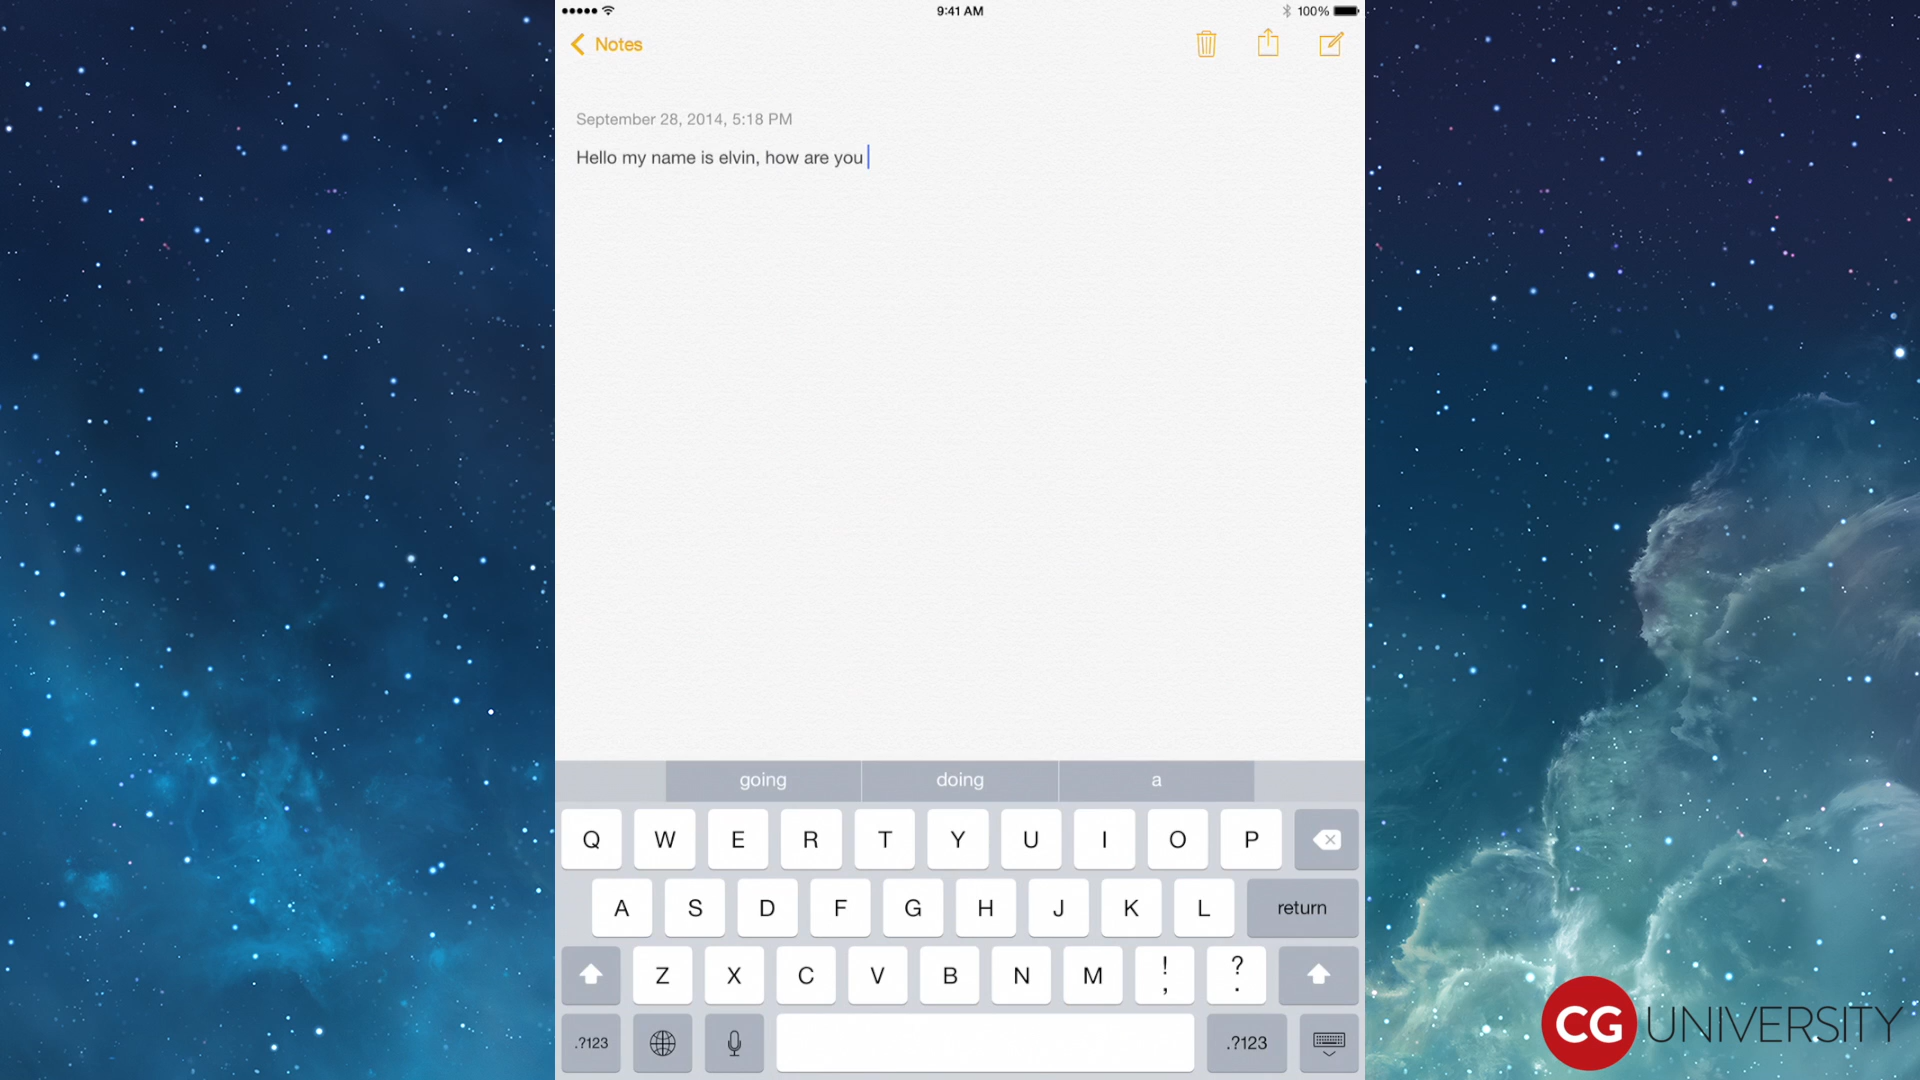 9:41 AM
100%
Notes
September 28, 2014, 5:18 PM
Hello my name is elvin, how are you
going doing a
Q W E R T Y U I O P
A S D F G H J K L return
Z X C V B N M ! , ? .
.?123 .?123
CG UNIVERSITY